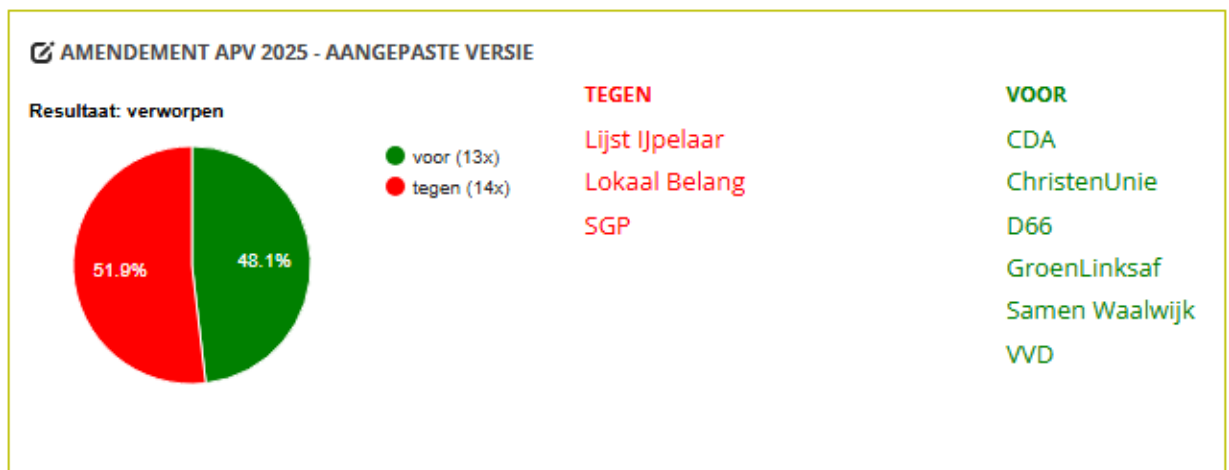 AMENDEMENT APV 2025 - AANGEPASTE VERSIE
Resultaat: verworpen
voor (13x)
tegen (14x)
51.9%
48.1%
TEGEN
Lijst IJpelaar
Lokaal Belang
SGP
VOOR
CDA
ChristenUnie
D66
GroenLinksaf
Samen Waalwijk
VVD